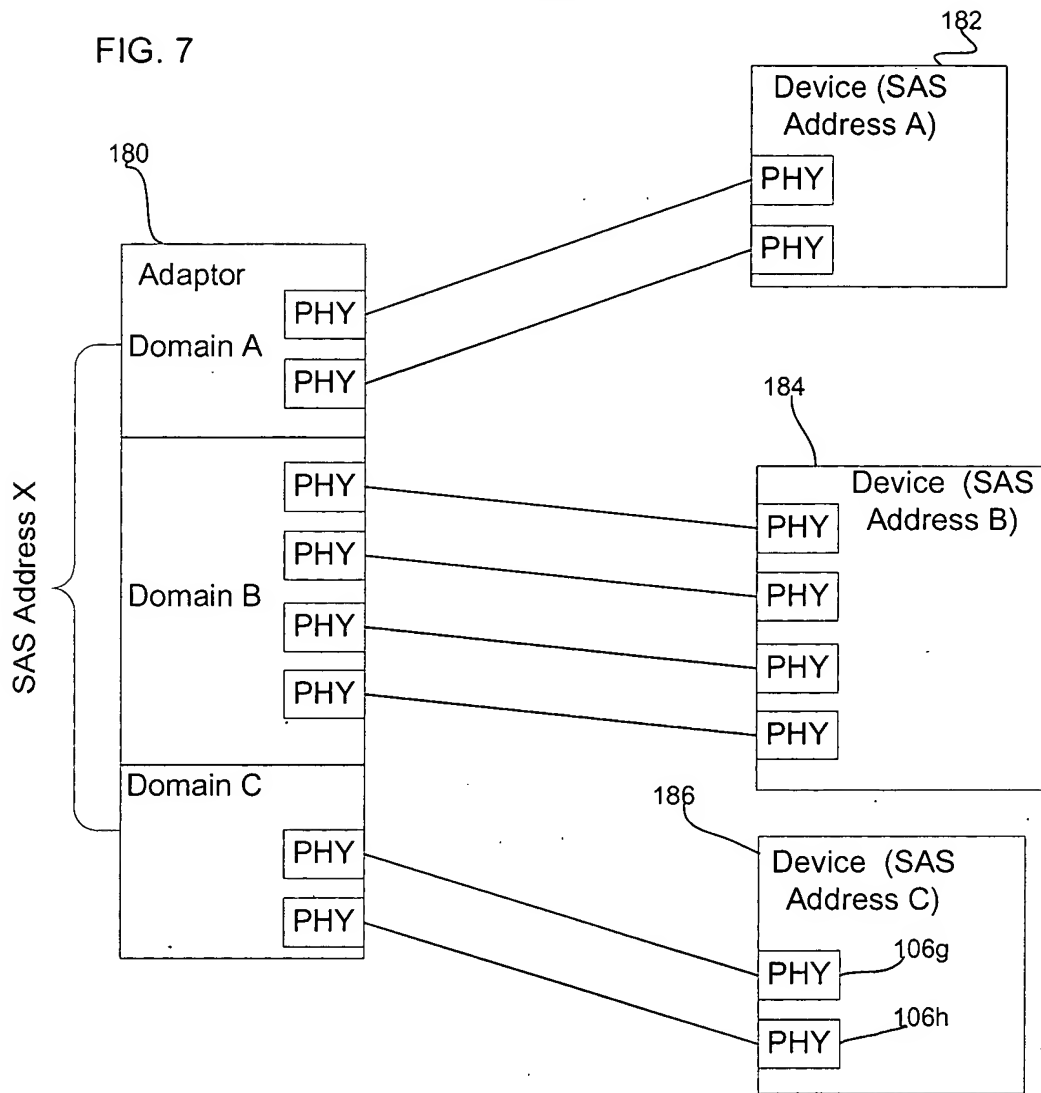 FIG. 7
182
Device (SAS
Address A)
PHY
PHY
180
Adaptor
PHY
Domain A
PHY
SAS Address X
184
Device (SAS
Address B)
PHY
PHY
PHY
PHY
PHY
PHY
Domain B
PHY
PHY
Domain C
PHY
PHY
186
Device (SAS
Address C)
PHY
106g
PHY
106h